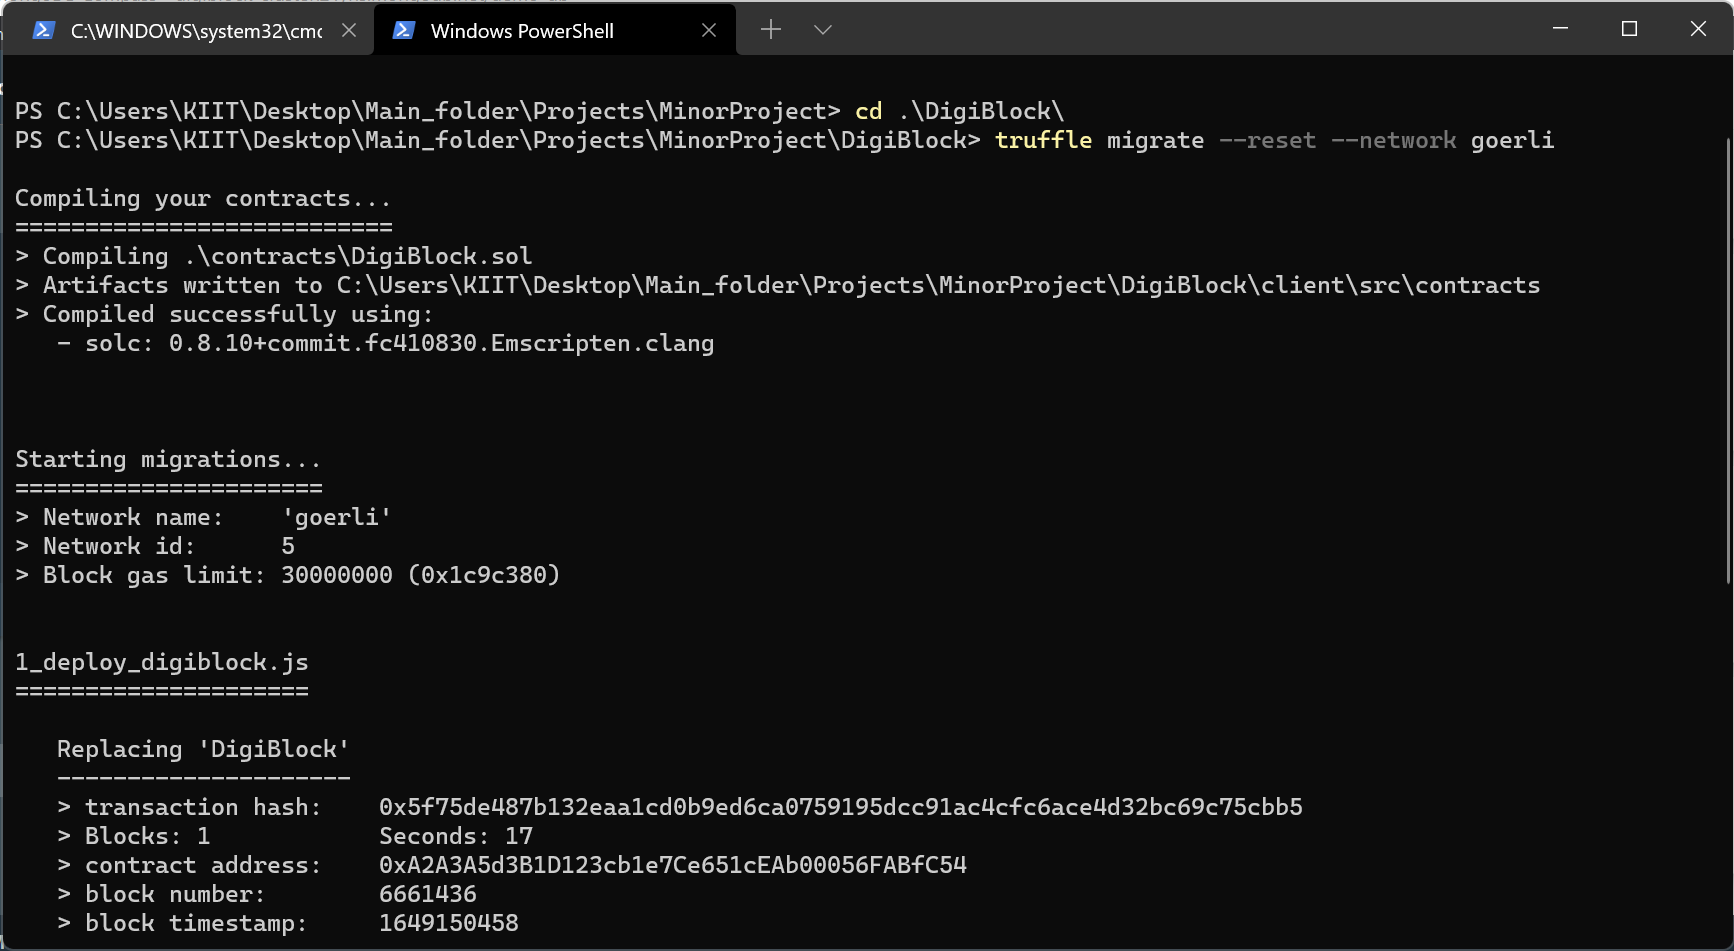 C:\WINDOWS\system32\cmd
Windows PowerShell
PS C:\Users\KIIT\Desktop\Main_folder\Projects\MinorProject> cd .\DigiBlock\
PS C:\Users\KIIT\Desktop\Main_folder\Projects\MinorProject\DigiBlock> truffle migrate --reset --network goerli
Compiling your contracts...
===========================
> Compiling .\contracts\DigiBlock.sol
> Artifacts written to C:\Users\KIIT\Desktop\Main_folder\Projects\MinorProject\DigiBlock\client\src\contracts
> Compiled successfully using:
- solc: 0.8.10+commit.fc410830.Emscripten.clang
Starting migrations...
======================
> Network name: 'goerli'
> Network id: 5
> Block gas limit: 30000000 (0x1c9c380)
1_deploy_digiblock.js
=====================
Replacing 'DigiBlock'
---------------------
> transaction hash: 0x5f75de487b132eaa1cd0b9ed6ca0759195dcc91ac4cfc6ace4d32bc69c75cbb5
> Blocks: 1 Seconds: 17
> contract address: 0xA2A3A5d3B1D123cb1e7Ce651cEAb00056FABfC54
> block number: 6661436
> block timestamp: 1649150458